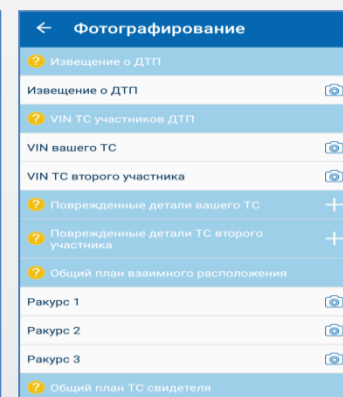 Фотографирование
Извещение о ДТП
Извещение о ДТП
VIN ТС участников ДТП
VIN вашего ТС
VIN ТС второго участника
Поврежденные детали вашего ТС
Поврежденные детали ТС второго
участника
Общий план взаимного расположения
Ракурс 1
Ракурс 2
Ракурс 3
Общий план ТС свидетеля